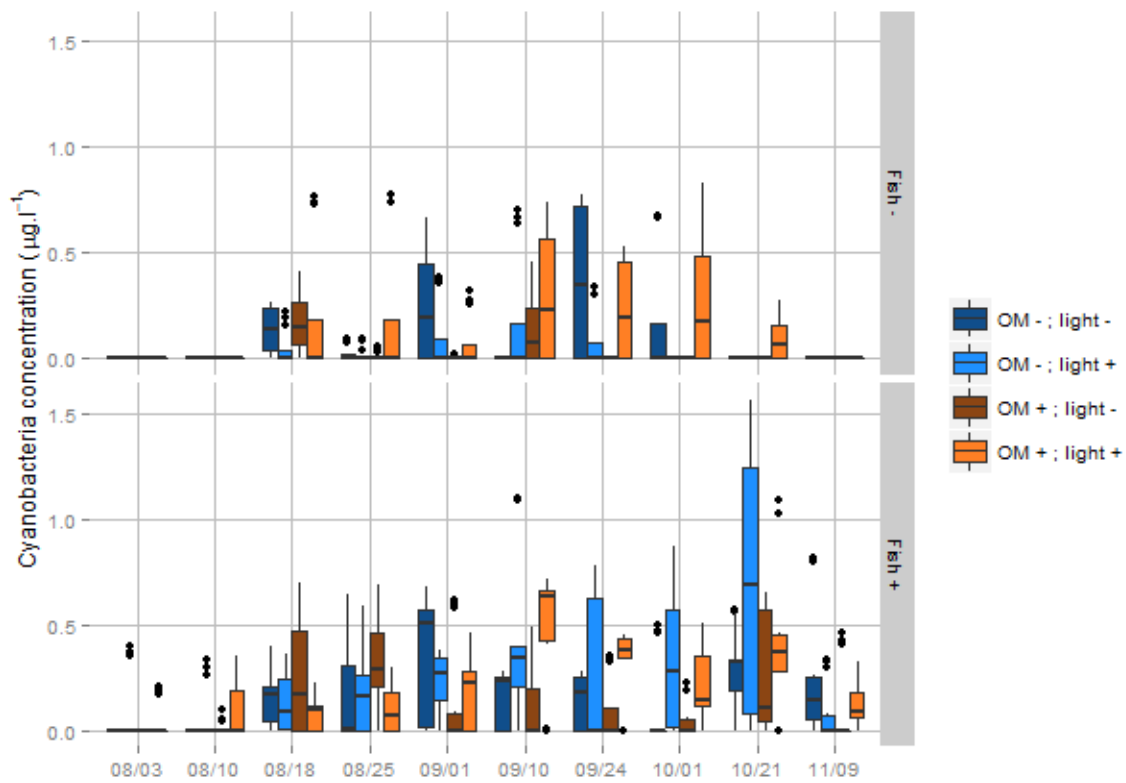 Cyanobacteria concentration ( µg.l⁻¹)
1.5
1.0
0.5
0.0
Fish -
1.5
1.0
0.5
0.0
Fish +
08/03 08/10 08/18 08/25 09/01 09/10 09/24 10/01 10/21 11/09
OM - ; light -
OM - ; light +
OM + ; light -
OM + ; light +